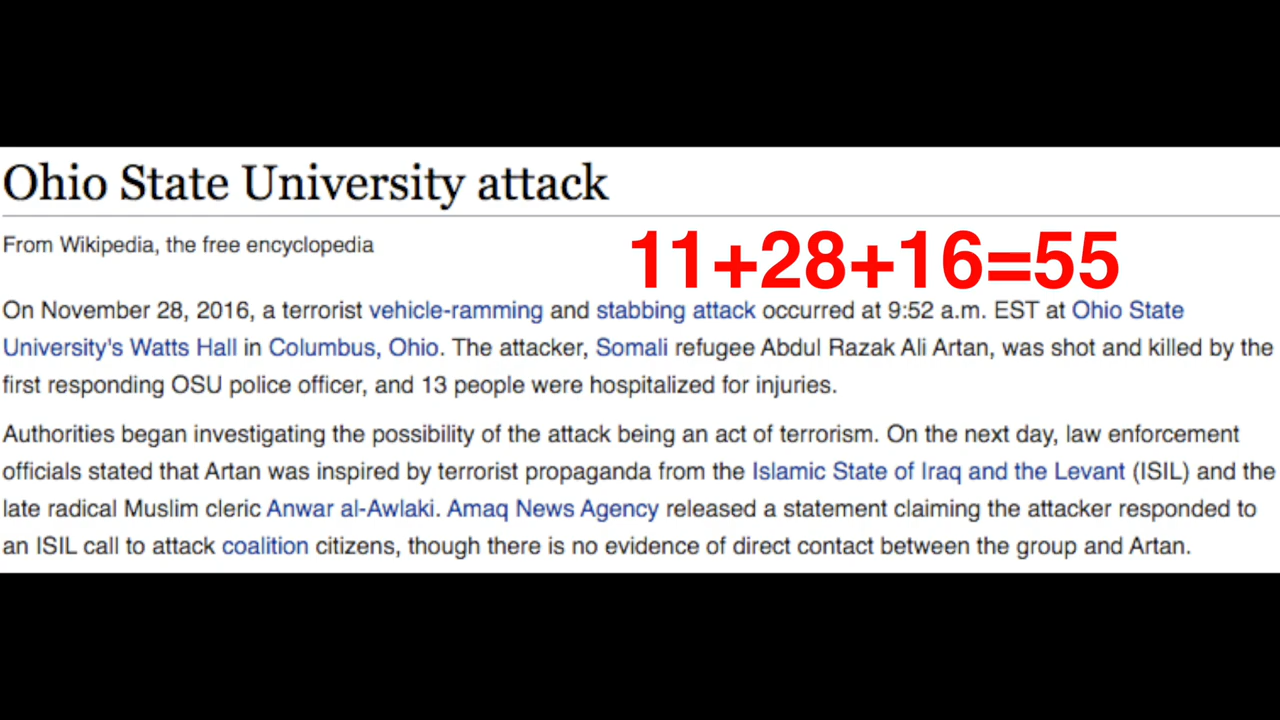 Ohio State University attack
From Wikipedia, the free encyclopedia
11+28+16=55
On November 28, 2016, a terrorist vehicle-ramming and stabbing attack occurred at 9:52 a.m. EST at Ohio State
University's Watts Hall in Columbus, Ohio. The attacker, Somali refugee Abdul Razak Ali Artan, was shot and killed by the
first responding OSU police officer, and 13 people were hospitalized for injuries.
Authorities began investigating the possibility of the attack being an act of terrorism. On the next day, law enforcement
officials stated that Artan was inspired by terrorist propaganda from the Islamic State of Iraq and the Levant (ISIL) and the
late radical Muslim cleric Anwar al-Awlaki. Amaq News Agency released a statement claiming the attacker responded to
an ISIL call to attack coalition citizens, though there is no evidence of direct contact between the group and Artan.